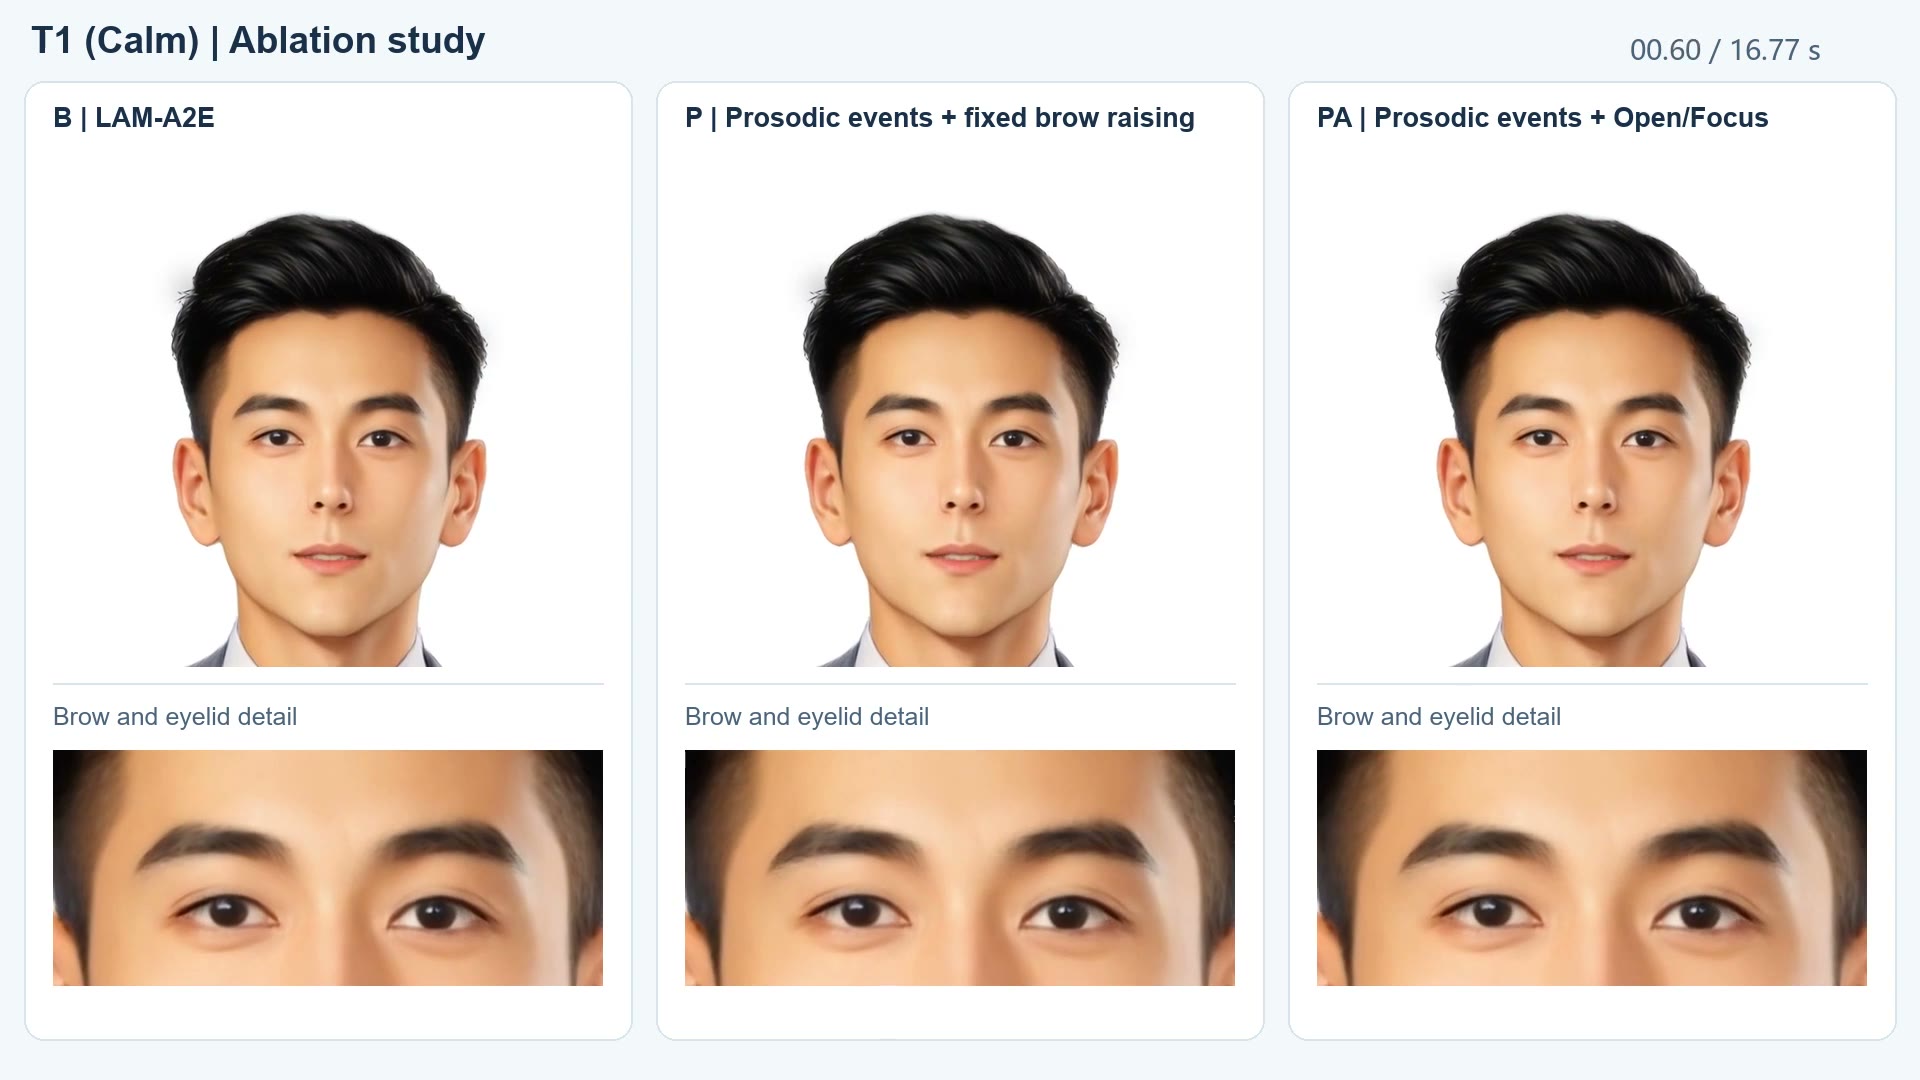 T1 (Calm) | Ablation study
00.60 / 16.77 s
B | LAM-A2E
P | Prosodic events + fixed brow raising
PA | Prosodic events + Open/Focus
Brow and eyelid detail
Brow and eyelid detail
Brow and eyelid detail